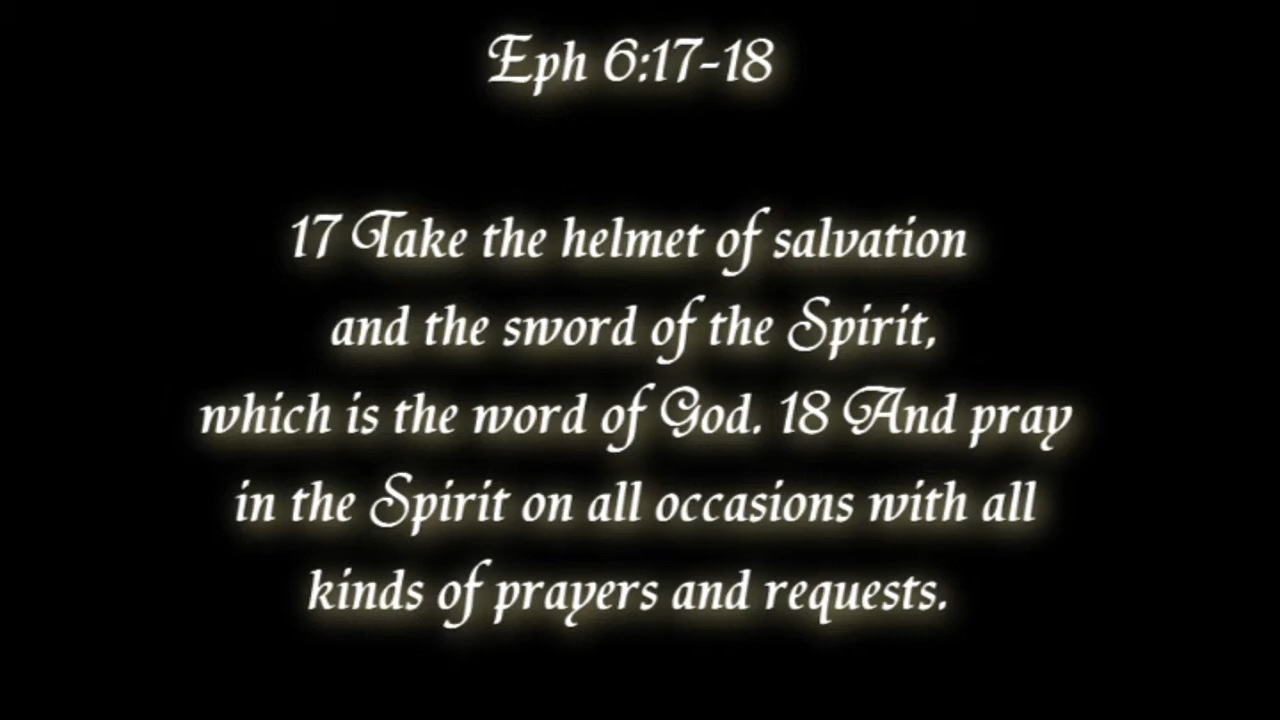 Eph 6:17-18
17 Take the helmet of salvation
and the sword of the Spirit,
which is the word of God. 18 And pray
in the Spirit on all occasions with all
kinds of prayers and requests.